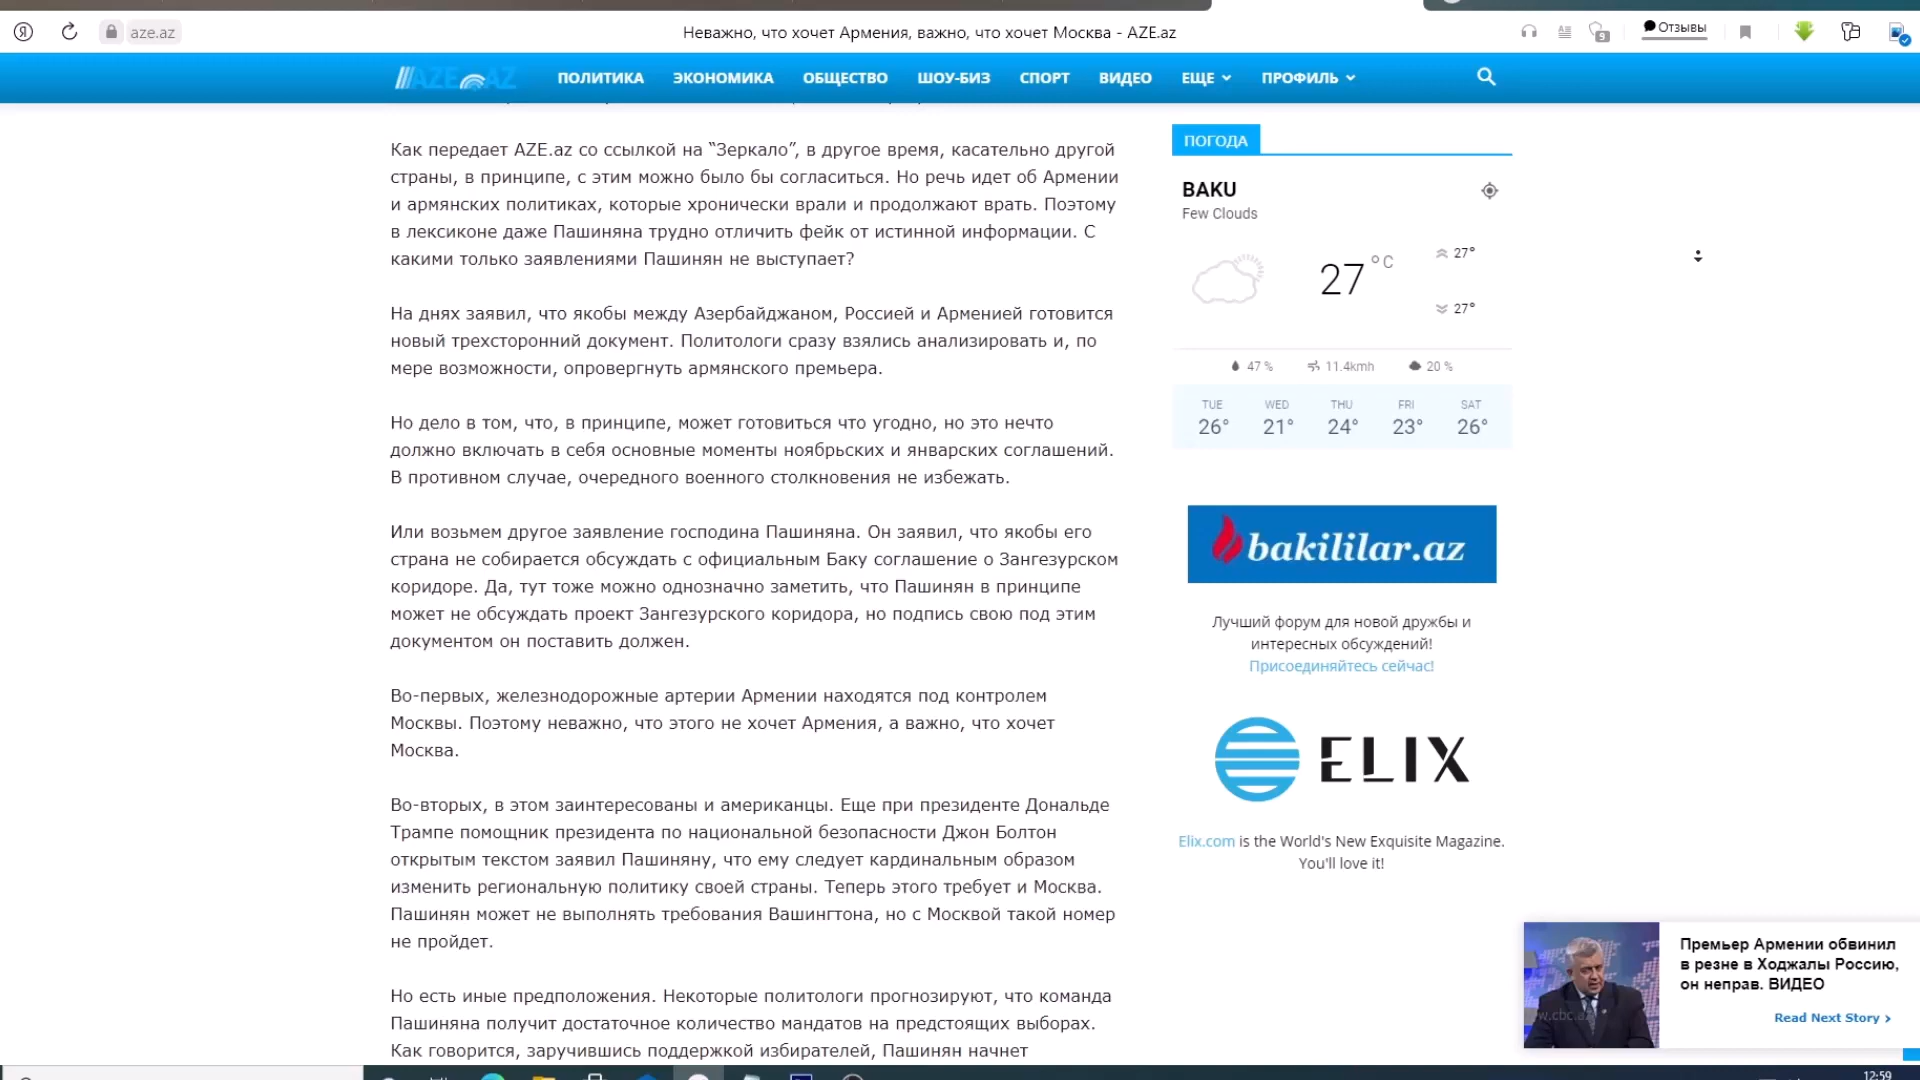 aze.az
Неважно, что хочет Армения, важно, что хочет Москва - AZE.az
9
Отзывы
AZE.AZ
ПОЛИТИКА
ЭКОНОМИКА
ОБЩЕСТВО
ШОУ-БИЗ
СПОРТ
ВИДЕО
ЕЩЕ
ПРОФИЛЬ
Как передает AZE.az со ссылкой на “Зеркало”, в другое время, касательно другой
страны, в принципе, с этим можно было бы согласиться. Но речь идет об Армении
и армянских политиках, которые хронически врали и продолжают врать. Поэтому
в лексиконе даже Пашиняна трудно отличить фейк от истинной информации. С
какими только заявлениями Пашинян не выступает?
На днях заявил, что якобы между Азербайджаном, Россией и Арменией готовится
новый трехсторонний документ. Политологи сразу взялись анализировать и, по
мере возможности, опровергнуть армянского премьера.
Но дело в том, что, в принципе, может готовиться что угодно, но это нечто
должно включать в себя основные моменты ноябрьских и январских соглашений.
В противном случае, очередного военного столкновения не избежать.
Или возьмем другое заявление господина Пашиняна. Он заявил, что якобы его
страна не собирается обсуждать с официальным Баку соглашение о Зангезурском
коридоре. Да, тут тоже можно однозначно заметить, что Пашинян в принципе
может не обсуждать проект Зангезурского коридора, но подпись свою под этим
документом он поставить должен.
Во-первых, железнодорожные артерии Армении находятся под контролем
Москвы. Поэтому неважно, что этого не хочет Армения, а важно, что хочет
Москва.
Во-вторых, в этом заинтересованы и американцы. Еще при президенте Дональде
Трампе помощник президента по национальной безопасности Джон Болтон
открытым текстом заявил Пашиняну, что ему следует кардинальным образом
изменить региональную политику своей страны. Теперь этого требует и Москва.
Пашинян может не выполнять требования Вашингтона, но с Москвой такой номер
не пройдет.
Но есть иные предположения. Некоторые политологи прогнозируют, что команда
Пашиняна получит достаточное количество мандатов на предстоящих выборах.
Как говорится, заручившись поддержкой избирателей, Пашинян начнет
ПОГОДА
BAKU
Few Clouds
27 °C
27°
27°
47 %
11.4kmh
20 %
TUE WED THU FRI SAT
26° 21° 24° 23° 26°
bakililar.az
Лучший форум для новой дружбы и
интересных обсуждений!
Присоединяйтесь сейчас!
ELIX
Elix.com is the World's New Exquisite Magazine.
You'll love it!
Премьер Армении обвинил
в резне в Ходжалы Россию,
он неправ. ВИДЕО
Read Next Story
12:59